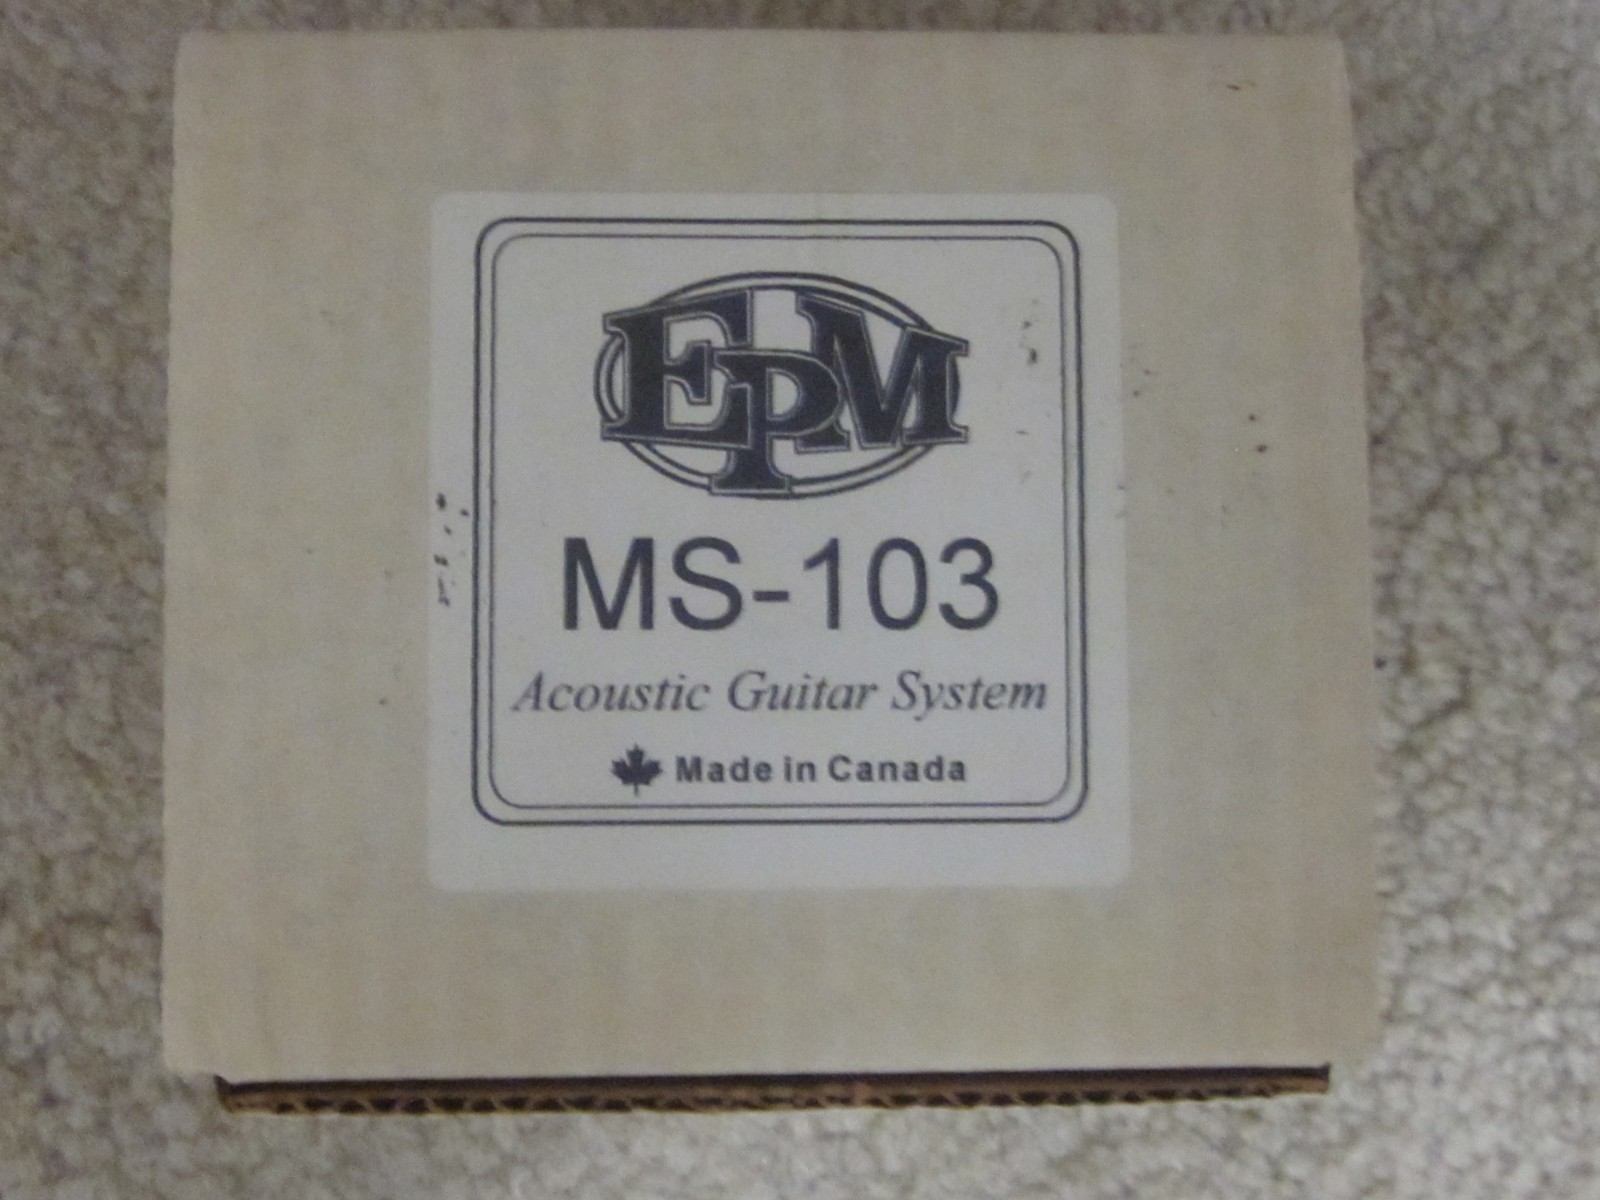 EPM
MS-103
Acoustic Guitar System
Made in Canada